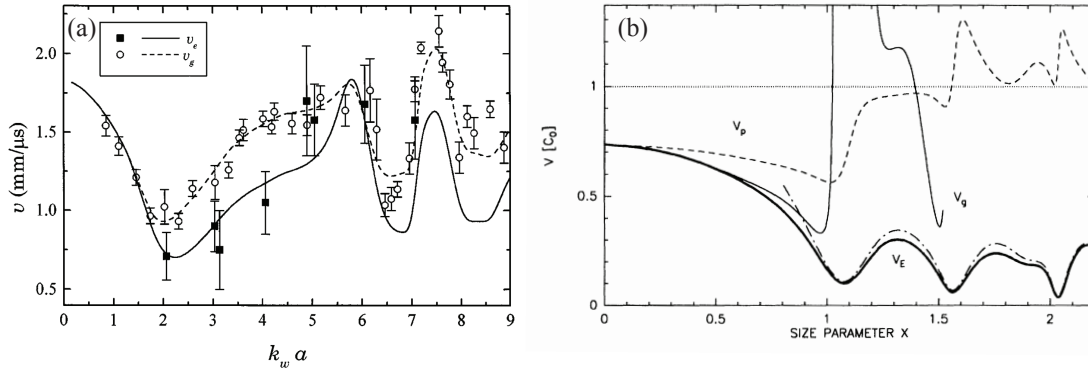 (a)
v_e
v_g
2.0
1.5
1.0
0.5
v (mm/μs)
0 1 2 3 4 5 6 7 8 9
k_w a
(b)
1
0.5
0
V [C₀]
V_p
V_g
V_E
0 0.5 1 1.5 2
SIZE PARAMETER X